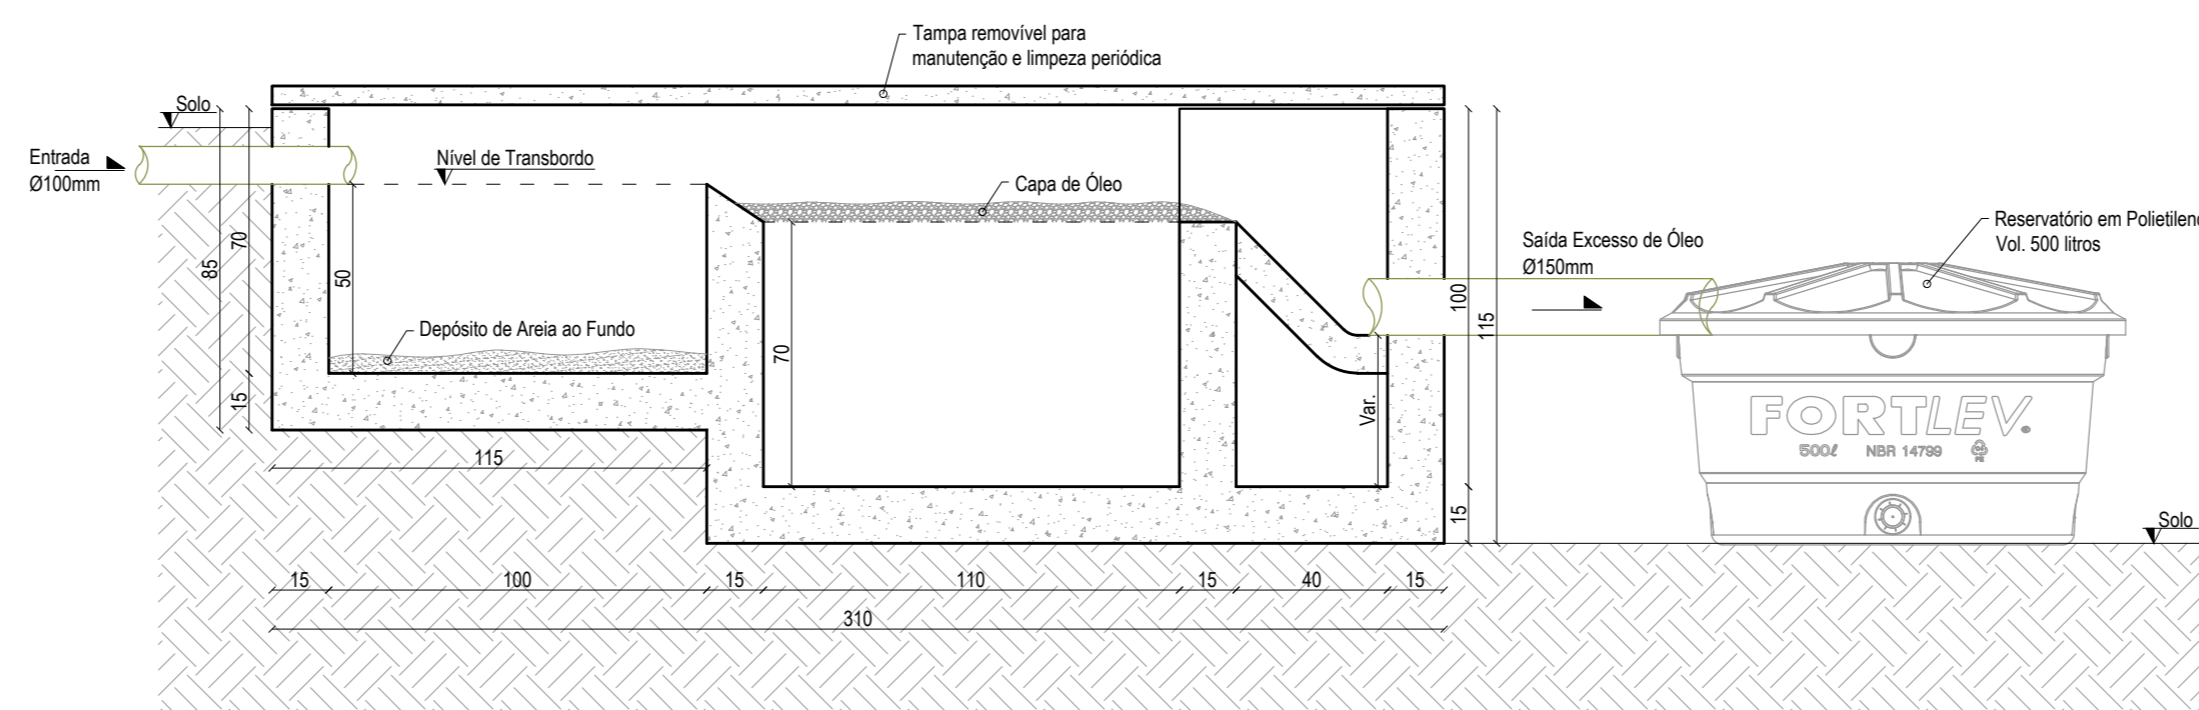 Tampa removível para
manutenção e limpeza periódica
Solo
Entrada
Ø100mm
Nível de Transbordo
Capa de Óleo
Depósito de Areia ao Fundo
Saída Excesso de Óleo
Ø150mm
Reservatório em Polietileno
Vol. 500 litros
85
70
15
50
70
Var.
100
15
115
115
FORTLEV®
500ℓ NBR 14799
PE
Solo
15 100 15 110 15 40 15
310